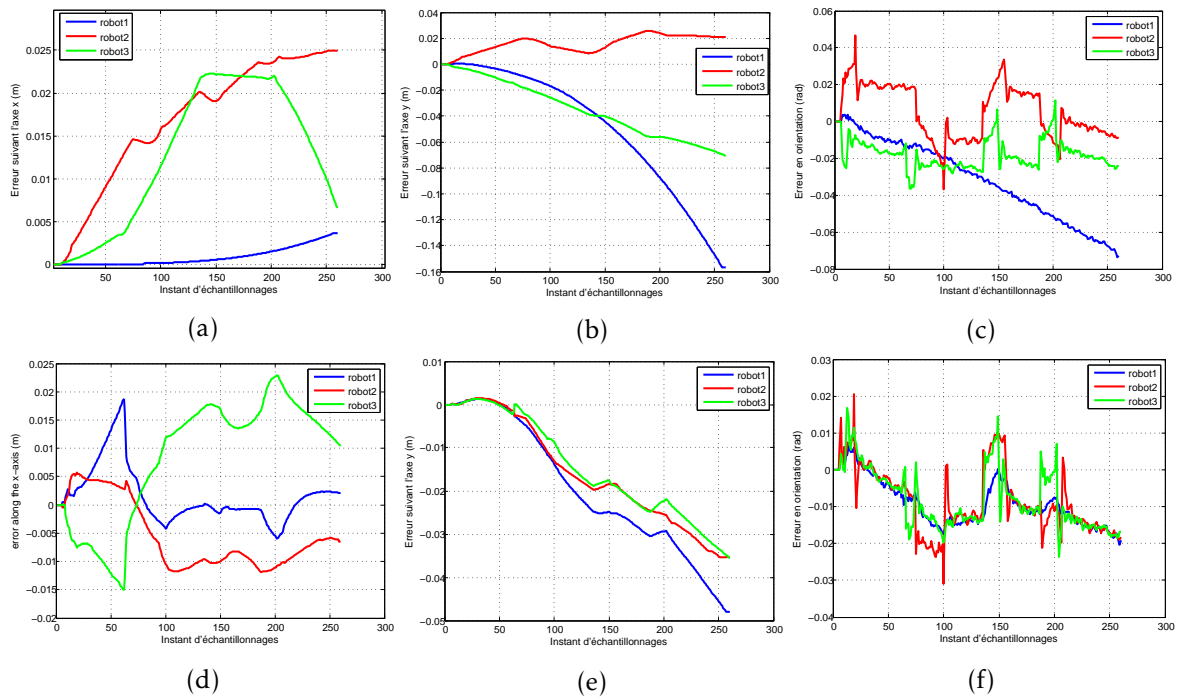 Erreur suivant l'axe x (m)
0.025
0.02
0.015
0.01
0.005
0
50
100
150
200
250
300
Instant d'échantillonnages
robot1
robot2
robot3
(a)
Erreur suivant l'axe y (m)
0.04
0.02
0
−0.02
−0.04
−0.06
−0.08
−0.1
−0.12
−0.14
−0.16
0
50
100
150
200
250
300
Instant d'échantillonnages
robot1
robot2
robot3
(b)
Erreur en orientation (rad)
0.06
0.04
0.02
0
−0.02
−0.04
−0.06
−0.08
50
100
150
200
250
300
Instant d'échantillonnages
robot1
robot2
robot3
(c)
error along the x−axis (m)
0.025
0.02
0.015
0.01
0.005
0
−0.005
−0.01
−0.015
−0.02
0
50
100
150
200
250
300
Instant d'échantillonnages
robot1
robot2
robot3
(d)
Erreur suivant l'axe y (m)
0.01
0
−0.01
−0.02
−0.03
−0.04
−0.05
0
50
100
150
200
250
300
Instant d'échantillonnages
robot1
robot2
robot3
(e)
Erreur en orientation (rad)
0.03
0.02
0.01
0
−0.01
−0.02
−0.03
−0.04
0
50
100
150
200
250
300
Instant d'échantillonnages
robot1
robot2
robot3
(f)